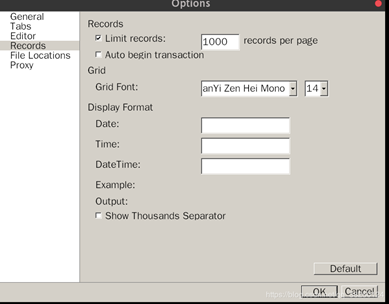 Options
General
Tabs
Editor
Records
File Locations
Proxy
Records
Limit records: 1000 records per page
Auto begin transaction
Grid
Grid Font: anYi Zen Hei Mono 14
Display Format
Date:
Time:
DateTime:
Example:
Output:
Show Thousands Separator
Default
OK Cancel